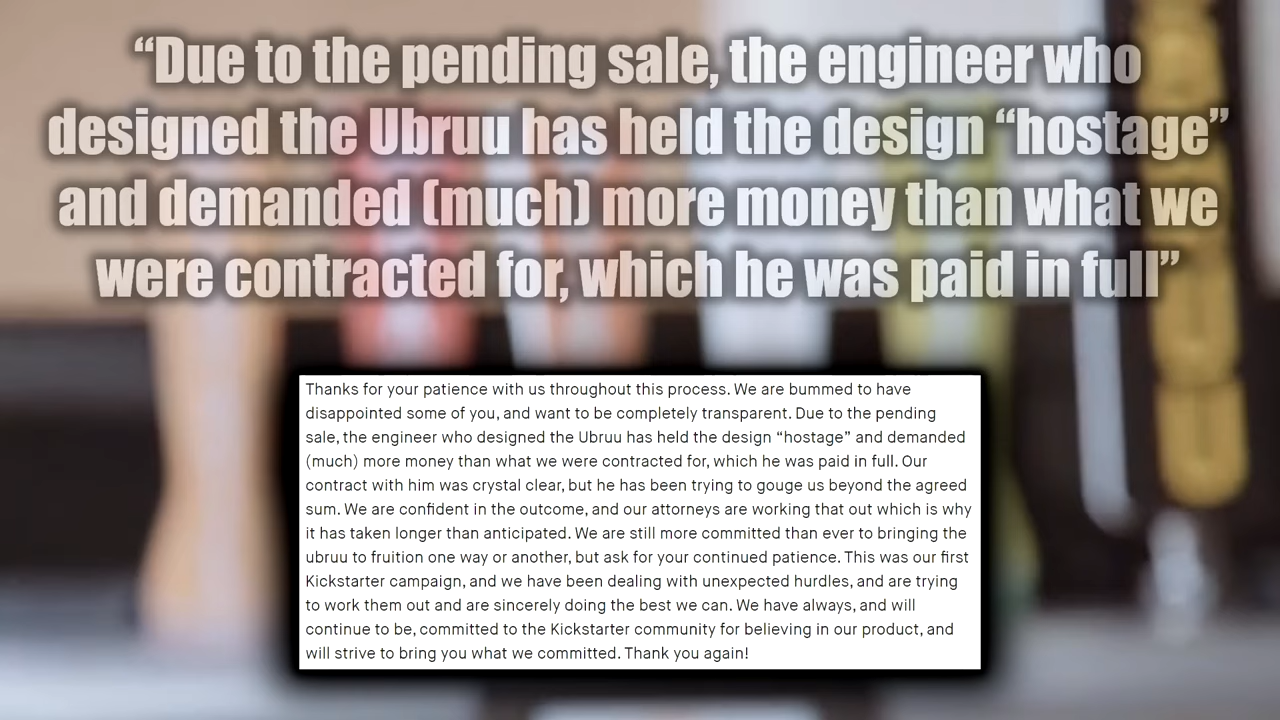 “Due to the pending sale, the engineer who
designed the Ubruu has held the design “hostage”
and demanded (much) more money than what we
were contracted for, which he was paid in full”
Thanks for your patience with us throughout this process. We are bummed to have
disappointed some of you, and want to be completely transparent. Due to the pending
sale, the engineer who designed the Ubruu has held the design “hostage” and demanded
(much) more money than what we were contracted for, which he was paid in full. Our
contract with him was crystal clear, but he has been trying to gouge us beyond the agreed
sum. We are confident in the outcome, and our attorneys are working that out which is why
it has taken longer than anticipated. We are still more committed than ever to bringing the
ubruu to fruition one way or another, but ask for your continued patience. This was our first
Kickstarter campaign, and we have been dealing with unexpected hurdles, and are trying
to work them out and are sincerely doing the best we can. We have always, and will
continue to be, committed to the Kickstarter community for believing in our product, and
will strive to bring you what we committed. Thank you again!